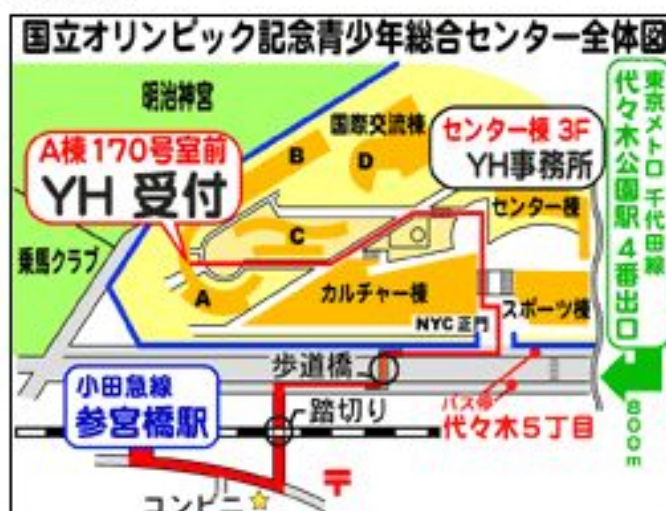 国立オリンピック記念青少年総合センター全体図
明治神宮
国際交流棟
センター棟 3F
YH事務所
A棟170号室前
YH 受付
B
D
C
A
センター棟
乗馬クラブ
カルチャー棟
スポーツ棟
NYC正門
東京メトロ 千代田線
代々木公園駅 4番出口
歩道橋
小田急線
参宮橋駅
踏切り
バス停
代々木5丁目
800m
コンビニ
〒